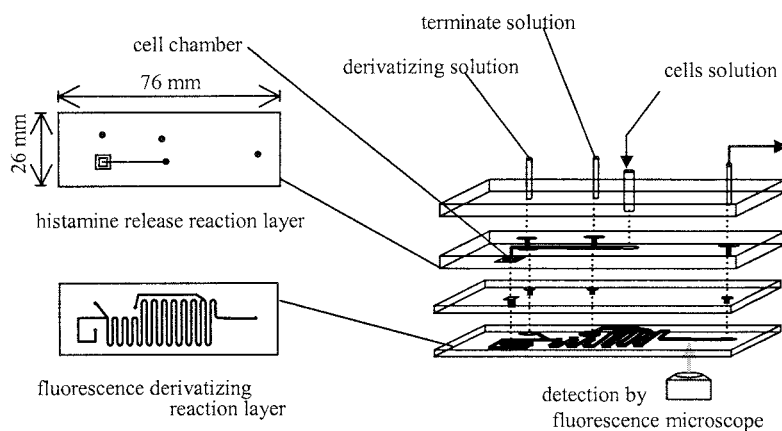 terminate solution
cell chamber
derivatizing solution
cells solution
76 mm
26 mm
histamine release reaction layer
fluorescence derivatizing
reaction layer
detection by
fluorescence microscope